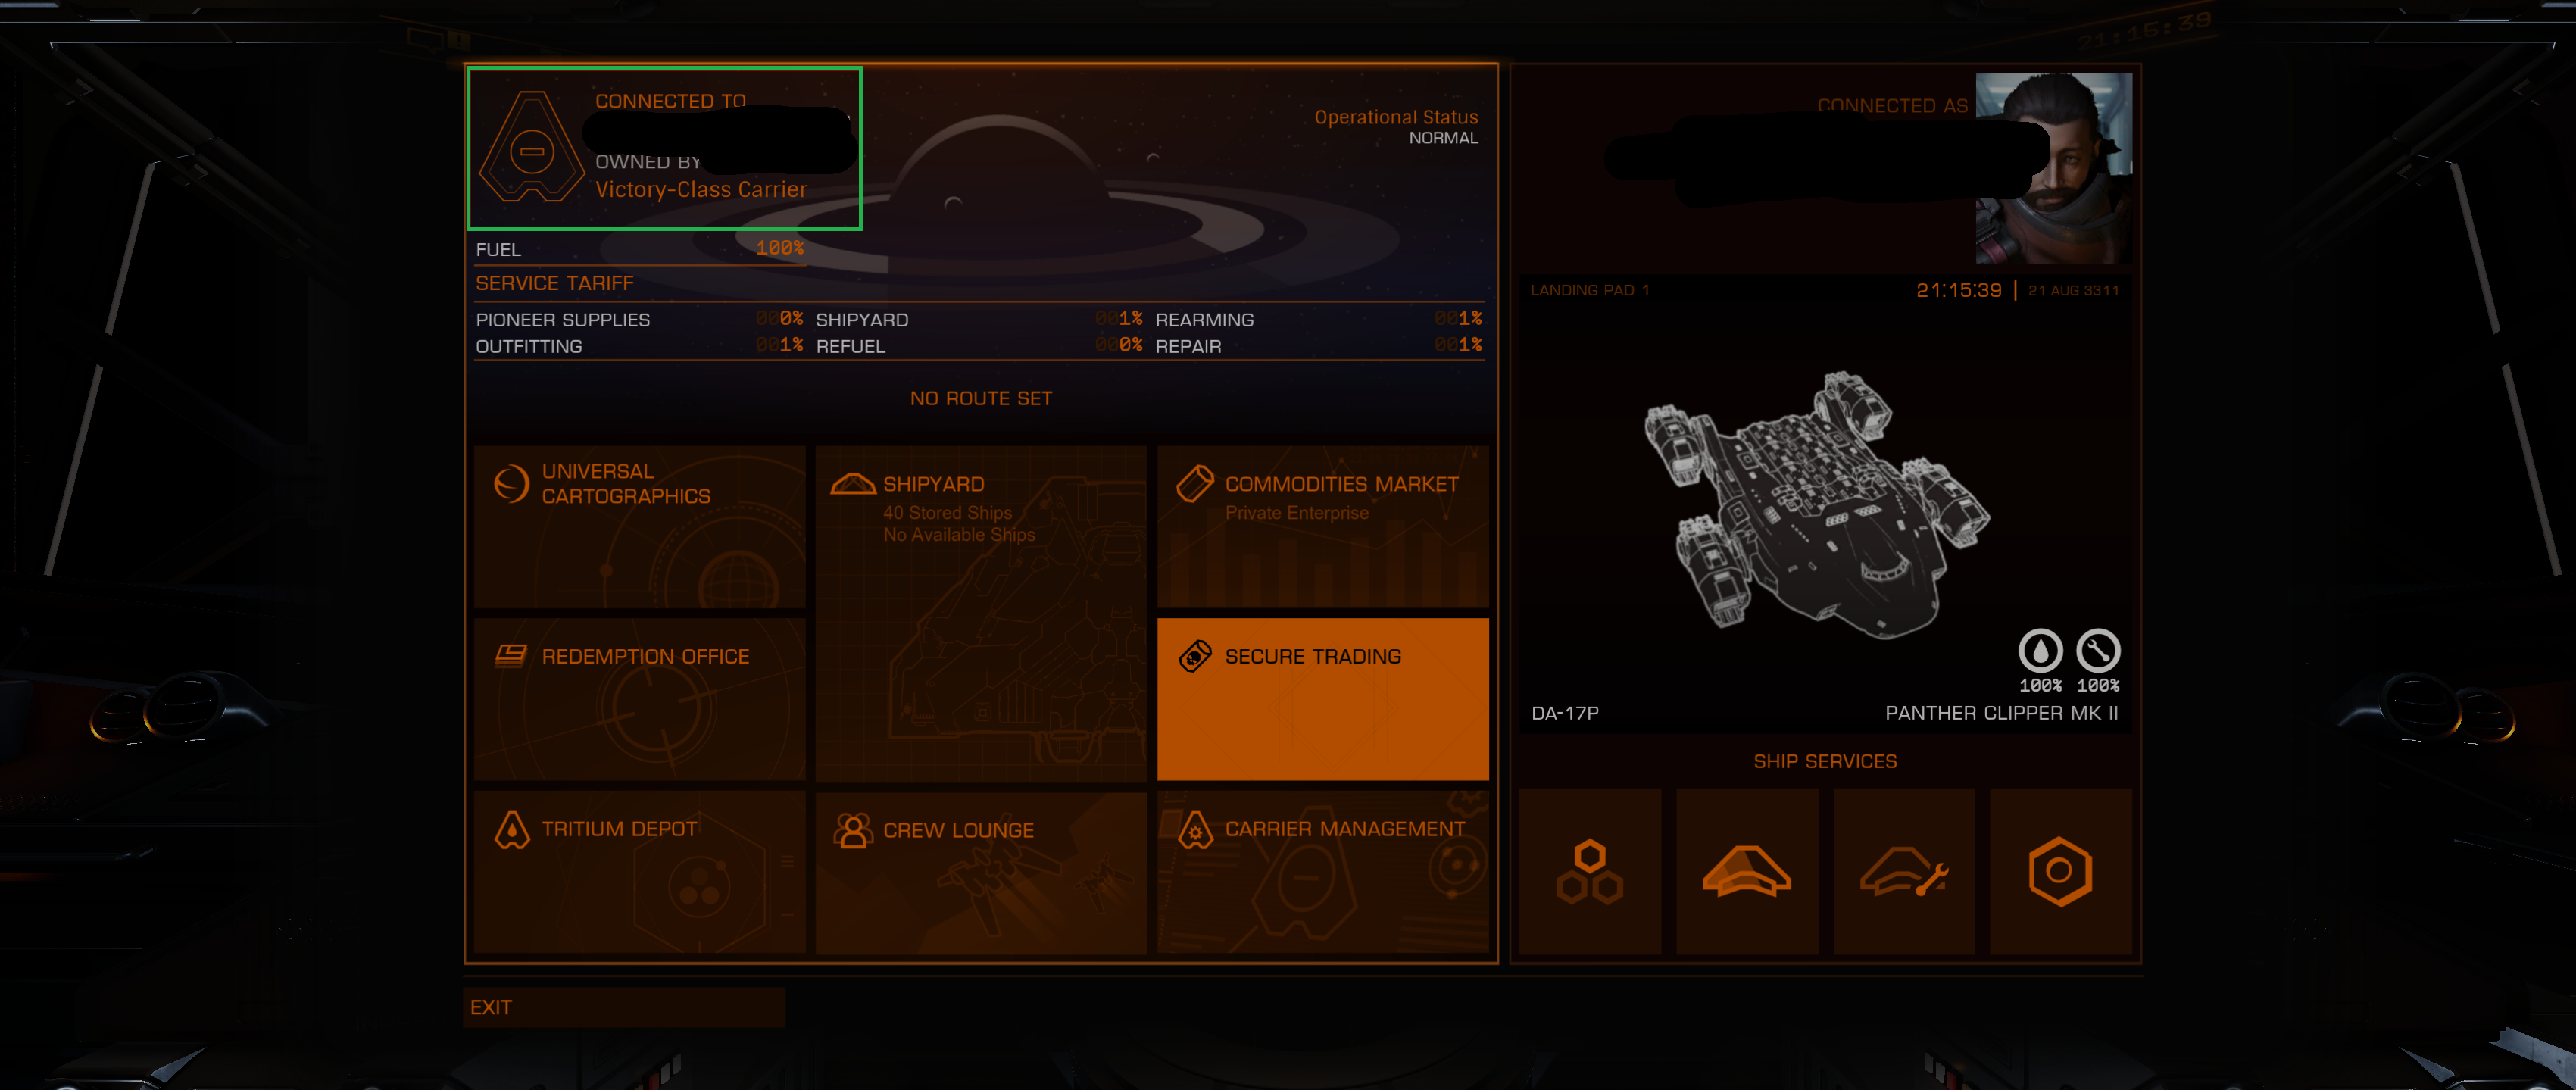 21:15:39
CONNECTED TO
OWNED BY
Victory-Class Carrier
Operational Status
NORMAL
FUEL 100%
SERVICE TARIFF
PIONEER SUPPLIES 000% SHIPYARD 001% REARMING 001%
OUTFITTING 001% REFUEL 000% REPAIR 001%
NO ROUTE SET
UNIVERSAL
CARTOGRAPHICS
SHIPYARD
40 Stored Ships
No Available Ships
COMMODITIES MARKET
Private Enterprise
REDEMPTION OFFICE
SECURE TRADING
TRITIUM DEPOT
CREW LOUNGE
CARRIER MANAGEMENT
EXIT
CONNECTED AS
LANDING PAD 1 21:15:39 | 21 AUG 3311
100% 100%
DA-17P PANTHER CLIPPER MK II
SHIP SERVICES